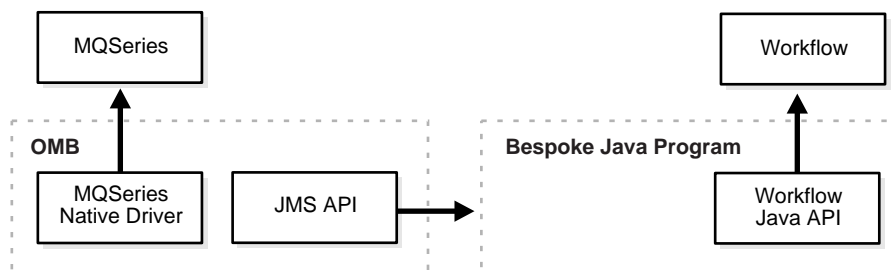 MQSeries
Workflow
OMB
Bespoke Java Program
MQSeries
Native Driver
JMS API
Workflow
Java API